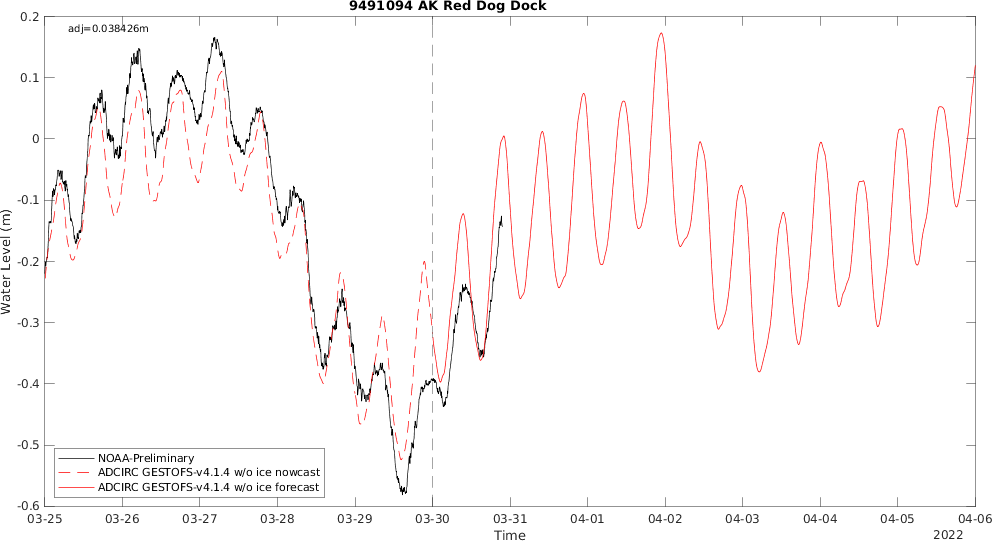 9491094 AK Red Dog Dock
adj=0.038426m
0.2
0.1
0
-0.1
-0.2
-0.3
-0.4
-0.5
-0.6
Water Level (m)
NOAA-Preliminary
ADCIRC GESTOFS-v4.1.4 w/o ice nowcast
ADCIRC GESTOFS-v4.1.4 w/o ice forecast
03-25 03-26 03-27 03-28 03-29 03-30 03-31 04-01 04-02 04-03 04-04 04-05 04-06
Time
2022